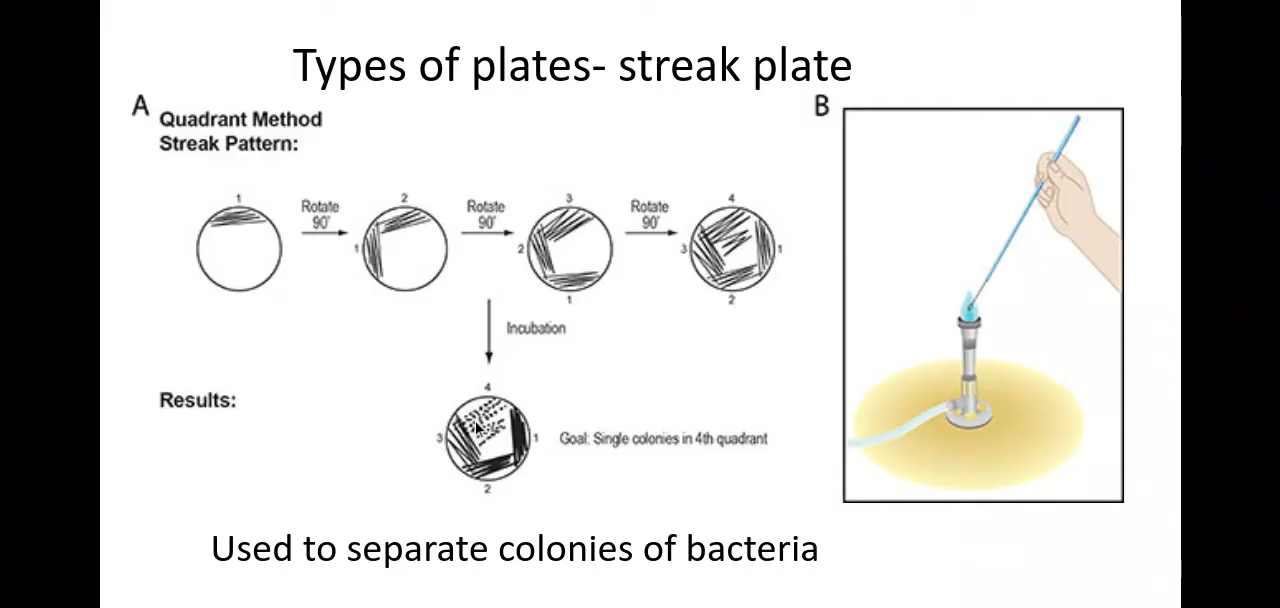 Types of plates- streak plate
A
Quadrant Method
Streak Pattern:
B
1
Rotate
90'
2
1
Rotate
90'
3
2
1
Rotate
90'
4
3
1
2
Incubation
Results:
4
3
1
2
Goal: Single colonies in 4th quadrant
Used to separate colonies of bacteria